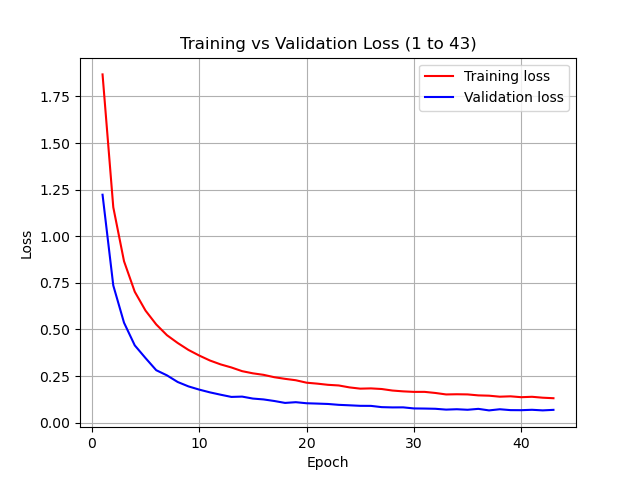 Training vs Validation Loss (1 to 43)
Training loss
Validation loss
Loss
1.75
1.50
1.25
1.00
0.75
0.50
0.25
0.00
0 10 20 30 40
Epoch